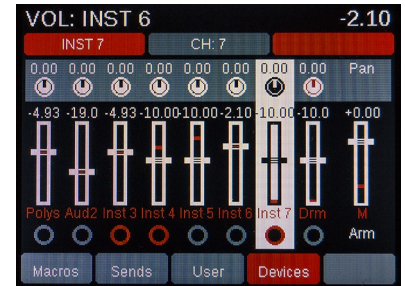 VOL: INST 6 -2.10
INST 7 CH: 7
0.00 0.00 0.00 0.00 0.00 0.00 0.00 0.00 Pan
-4.93 -19.0 -4.93 -10.00 -10.00 -2.10 -10.00 -10.0 +0.00
Polys Aud2 Inst 3 Inst 4 Inst 5 Inst 6 Inst 7 Drm M
Arm
Macros Sends User Devices